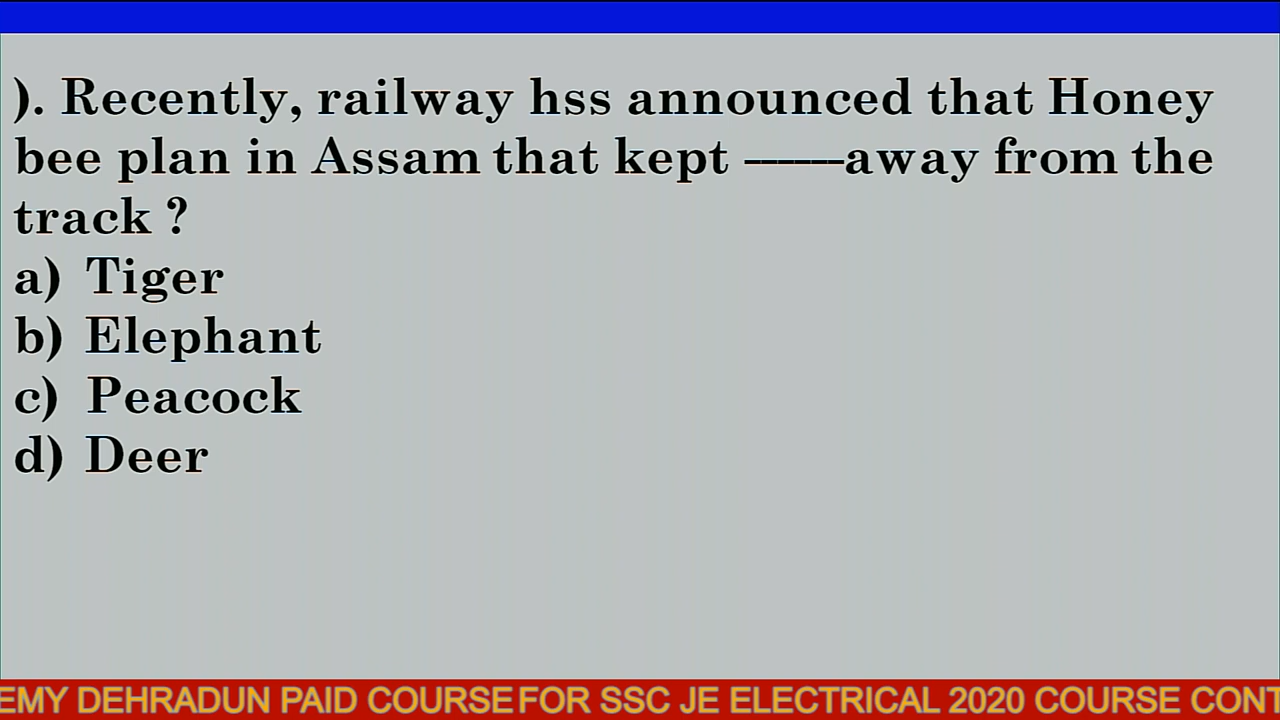 ). Recently, railway hss announced that Honey
bee plan in Assam that kept ——away from the
track ?
a) Tiger
b) Elephant
c) Peacock
d) Deer
EMY DEHRADUN PAID COURSE FOR SSC JE ELECTRICAL 2020 COURSE CONT